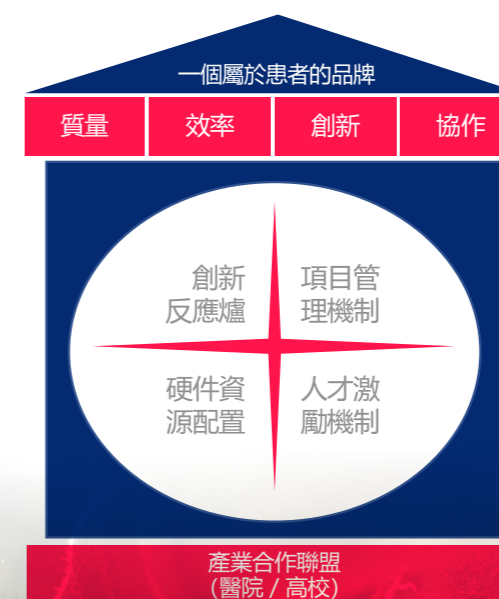 一個屬於患者的品牌
質量 效率 創新 協作
創新
反應爐
項目管
理機制
硬件資
源配置
人才激
勵機制
產業合作聯盟
(醫院 / 高校)